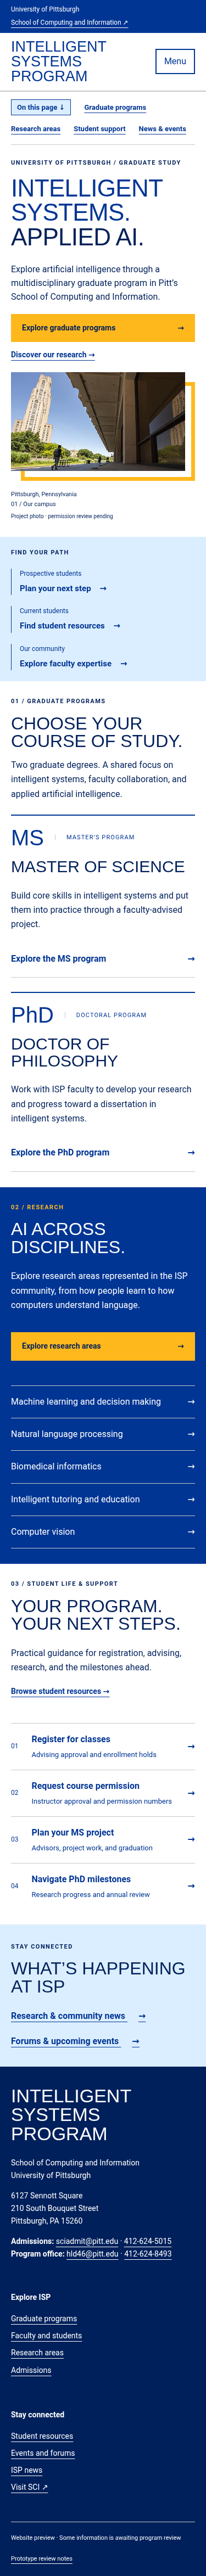 University of Pittsburgh
School of Computing and Information ↗
INTELLIGENT
SYSTEMS
PROGRAM
Menu
On this page ↓
Graduate programs
Research areas
Student support
News & events
UNIVERSITY OF PITTSBURGH / GRADUATE STUDY
INTELLIGENT
SYSTEMS.
APPLIED AI.
Explore artificial intelligence through a
multidisciplinary graduate program in Pitt's
School of Computing and Information.
Explore graduate programs →
Discover our research →
Pittsburgh, Pennsylvania
01 / Our campus
Project photo · permission review pending
FIND YOUR PATH
Prospective students
Plan your next step →
Current students
Find student resources →
Our community
Explore faculty expertise →
01 / GRADUATE PROGRAMS
CHOOSE YOUR
COURSE OF STUDY.
Two graduate degrees. A shared focus on
intelligent systems, faculty collaboration, and
applied artificial intelligence.
MS
MASTER'S PROGRAM
MASTER OF SCIENCE
Build core skills in intelligent systems and put
them into practice through a faculty-advised
project.
Explore the MS program →
PhD
DOCTORAL PROGRAM
DOCTOR OF
PHILOSOPHY
Work with ISP faculty to develop your research
and progress toward a dissertation in
intelligent systems.
Explore the PhD program →
02 / RESEARCH
AI ACROSS
DISCIPLINES.
Explore research areas represented in the ISP
community, from how people learn to how
computers understand language.
Explore research areas →
Machine learning and decision making →
Natural language processing →
Biomedical informatics →
Intelligent tutoring and education →
Computer vision →
03 / STUDENT LIFE & SUPPORT
YOUR PROGRAM.
YOUR NEXT STEPS.
Practical guidance for registration, advising,
research, and the milestones ahead.
Browse student resources →
01
Register for classes →
Advising approval and enrollment holds
02
Request course permission →
Instructor approval and permission numbers
03
Plan your MS project →
Advisors, project work, and graduation
04
Navigate PhD milestones →
Research progress and annual review
STAY CONNECTED
WHAT'S HAPPENING
AT ISP
Research & community news →
Forums & upcoming events →
INTELLIGENT
SYSTEMS
PROGRAM
School of Computing and Information
University of Pittsburgh
6127 Sennott Square
210 South Bouquet Street
Pittsburgh, PA 15260
Admissions: sciadmit@pitt.edu · 412-624-5015
Program office: hld46@pitt.edu · 412-624-8493
Explore ISP
Graduate programs
Faculty and students
Research areas
Admissions
Stay connected
Student resources
Events and forums
ISP news
Visit SCI ↗
Website preview · Some information is awaiting program review
Prototype review notes